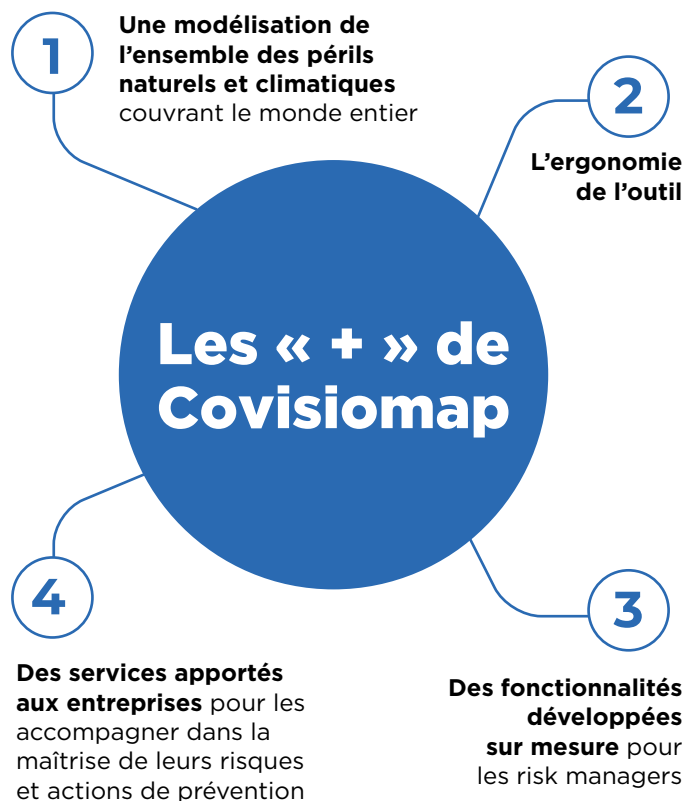 1
Une modélisation de
l'ensemble des périls
naturels et climatiques
couvrant le monde entier
2
L'ergonomie
de l'outil
Les « + » de
Covisiomap
4
Des services apportés
aux entreprises pour les
accompagner dans la
maîtrise de leurs risques
et actions de prévention
3
Des fonctionnalités
développées
sur mesure pour
les risk managers